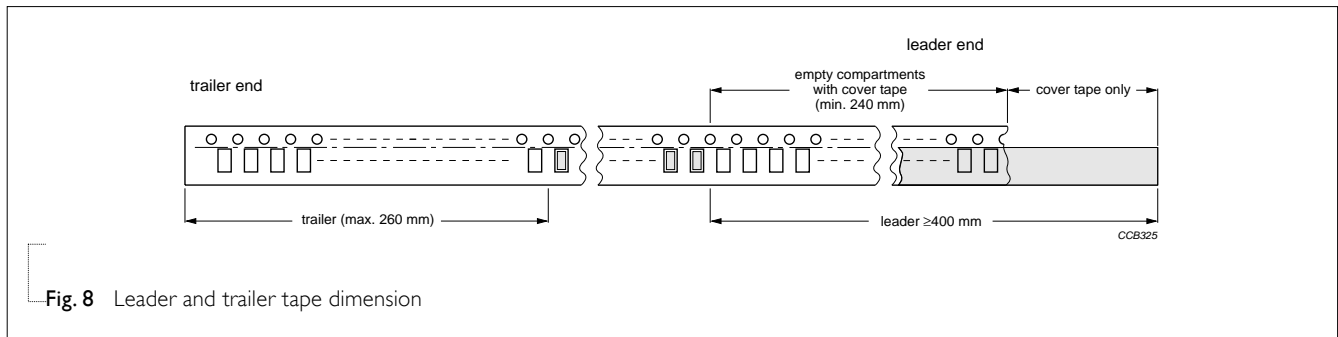 leader end
trailer end
empty compartments
with cover tape
(min. 240 mm)
cover tape only
trailer (max. 260 mm)
leader ≥400 mm
CCB325
Fig. 8 Leader and trailer tape dimension